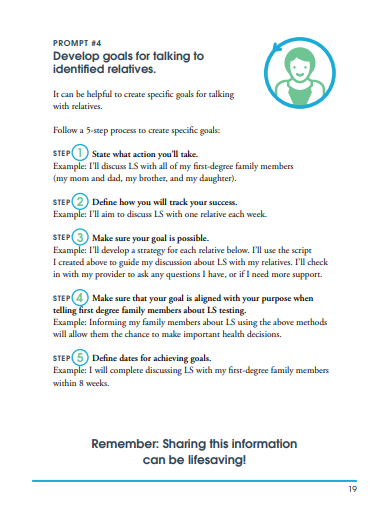 PROMPT #4
Develop goals for talking to
identified relatives.
It can be helpful to create specific goals for talking
with relatives.
Follow a 5-step process to create specific goals:
STEP 1 State what action you'll take.
Example: I'll discuss LS with all of my first-degree family members
(my mom and dad, my brother, and my daughter).
STEP 2 Define how you will track your success.
Example: I'll aim to discuss LS with one relative each week.
STEP 3 Make sure your goal is possible.
Example: I'll develop a strategy for each relative below. I'll use the script
I created above to guide my discussion about LS with my relatives. I'll check
in with my provider to ask any questions I have, or if I need more support.
STEP 4 Make sure that your goal is aligned with your purpose when
telling first degree family members about LS testing.
Example: Informing my family members about LS using the above methods
will allow them the chance to make important health decisions.
STEP 5 Define dates for achieving goals.
Example: I will complete discussing LS with my first-degree family members
within 8 weeks.
Remember: Sharing this information
can be lifesaving!
19